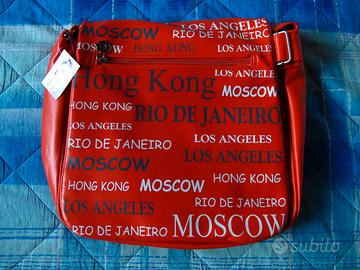 LOS ANGELES
MOSCOW RIO DE JANEIRO
MOSCOW HONG KONG LOS ANGELES
Hong Kong MOSCOW
HONG KONG RIO DE JANEIRO
LOS ANGELES LOS ANGELES
RIO DE JANEIRO LOS ANGELES
MOSCOW RIO DE JANEIRO
HONG KONG MOSCOW HONG KONG
LOS ANGELES MOSCOW
RIO DE JANEIRO MOSCOW
subito